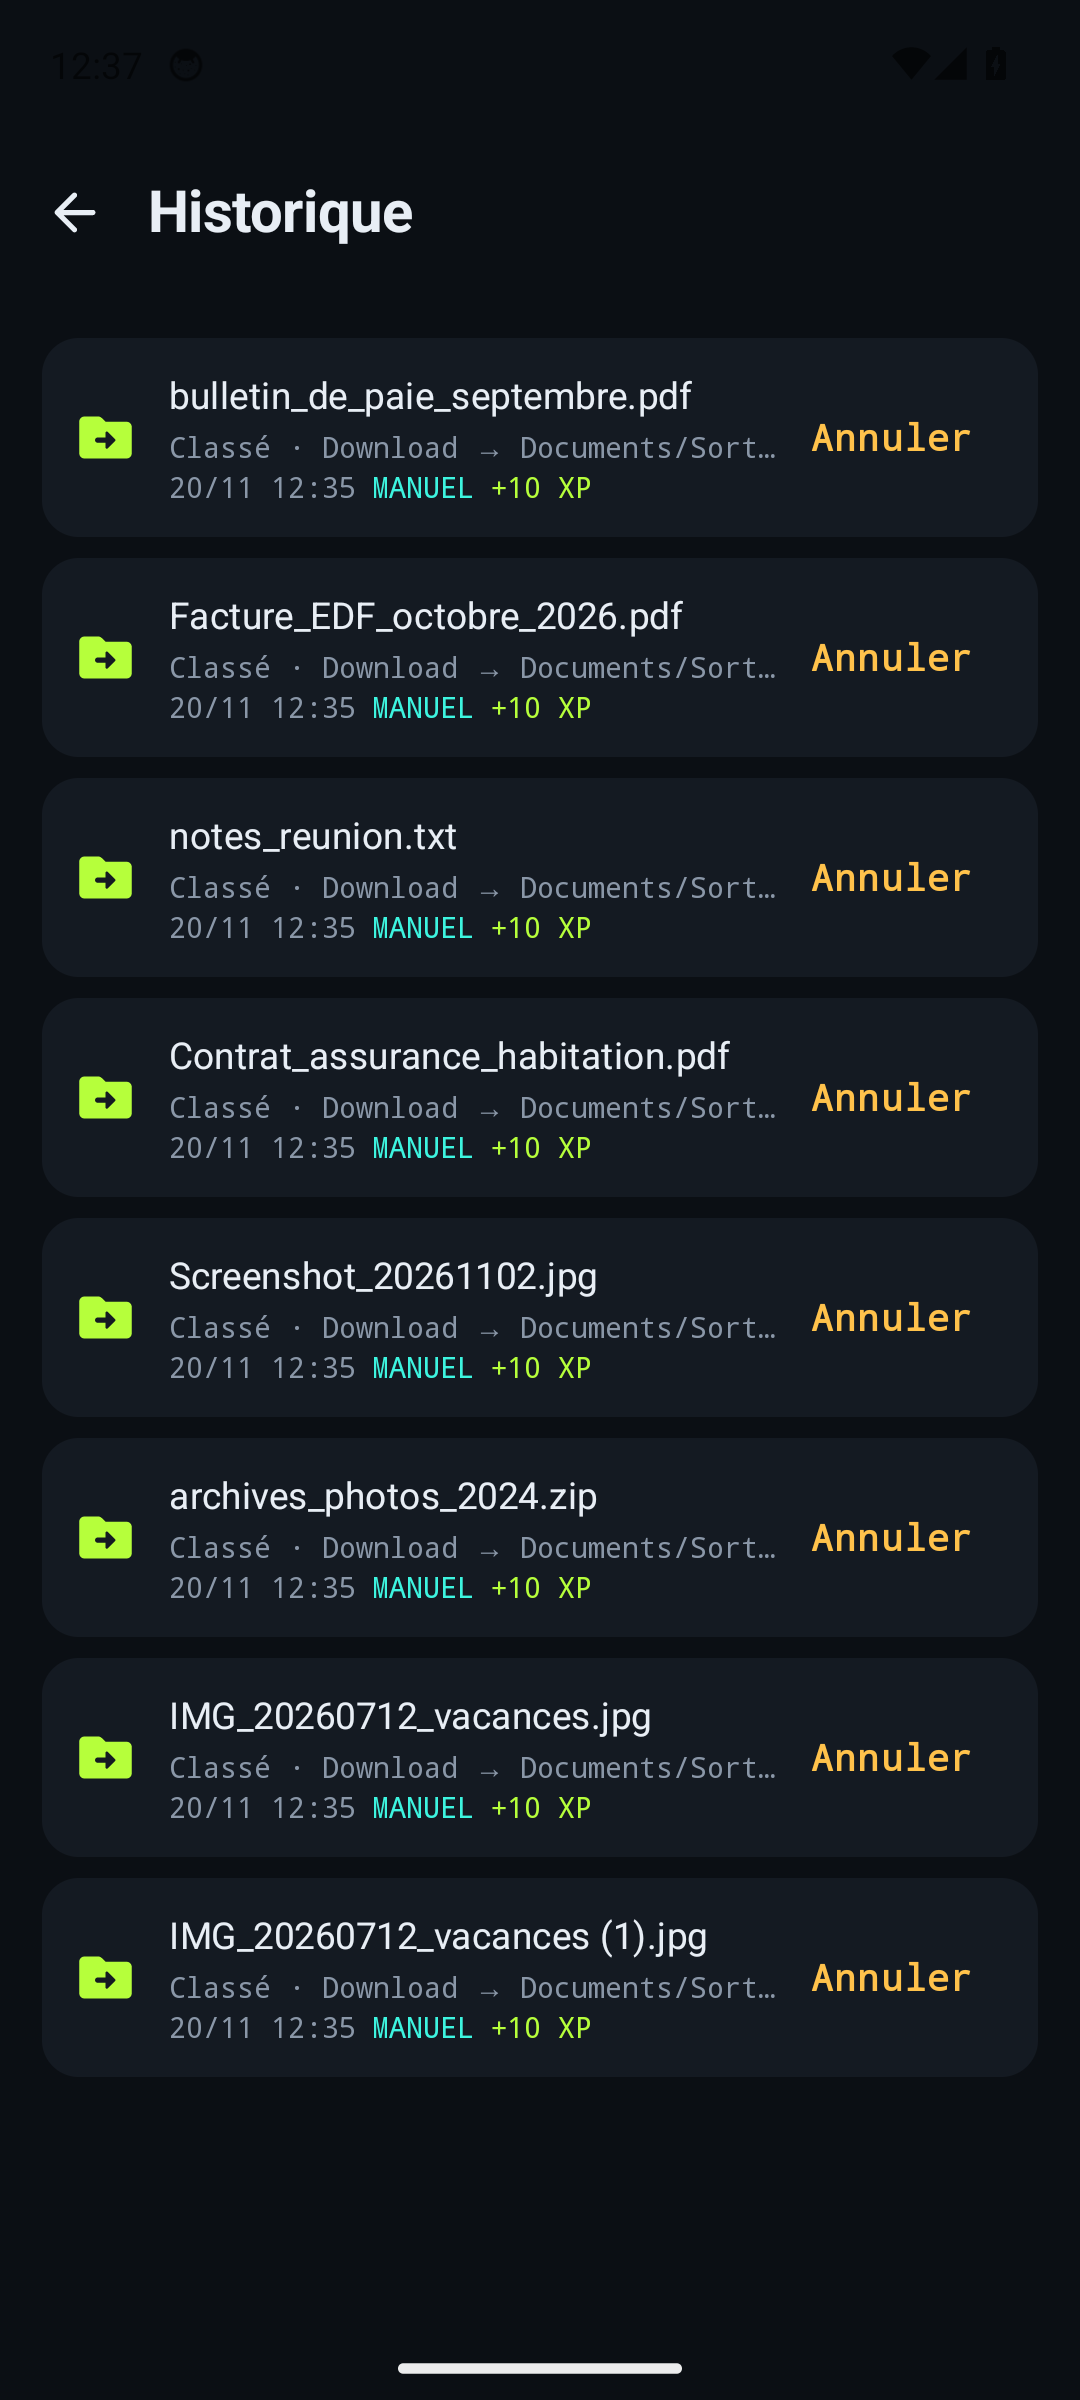 12:37
Historique
bulletin_de_paie_septembre.pdf
Classé · Download → Documents/Sort…
20/11 12:35 MANUEL +10 XP
Annuler
Facture_EDF_octobre_2026.pdf
Classé · Download → Documents/Sort…
20/11 12:35 MANUEL +10 XP
Annuler
notes_reunion.txt
Classé · Download → Documents/Sort…
20/11 12:35 MANUEL +10 XP
Annuler
Contrat_assurance_habitation.pdf
Classé · Download → Documents/Sort…
20/11 12:35 MANUEL +10 XP
Annuler
Screenshot_20261102.jpg
Classé · Download → Documents/Sort…
20/11 12:35 MANUEL +10 XP
Annuler
archives_photos_2024.zip
Classé · Download → Documents/Sort…
20/11 12:35 MANUEL +10 XP
Annuler
IMG_20260712_vacances.jpg
Classé · Download → Documents/Sort…
20/11 12:35 MANUEL +10 XP
Annuler
IMG_20260712_vacances (1).jpg
Classé · Download → Documents/Sort…
20/11 12:35 MANUEL +10 XP
Annuler